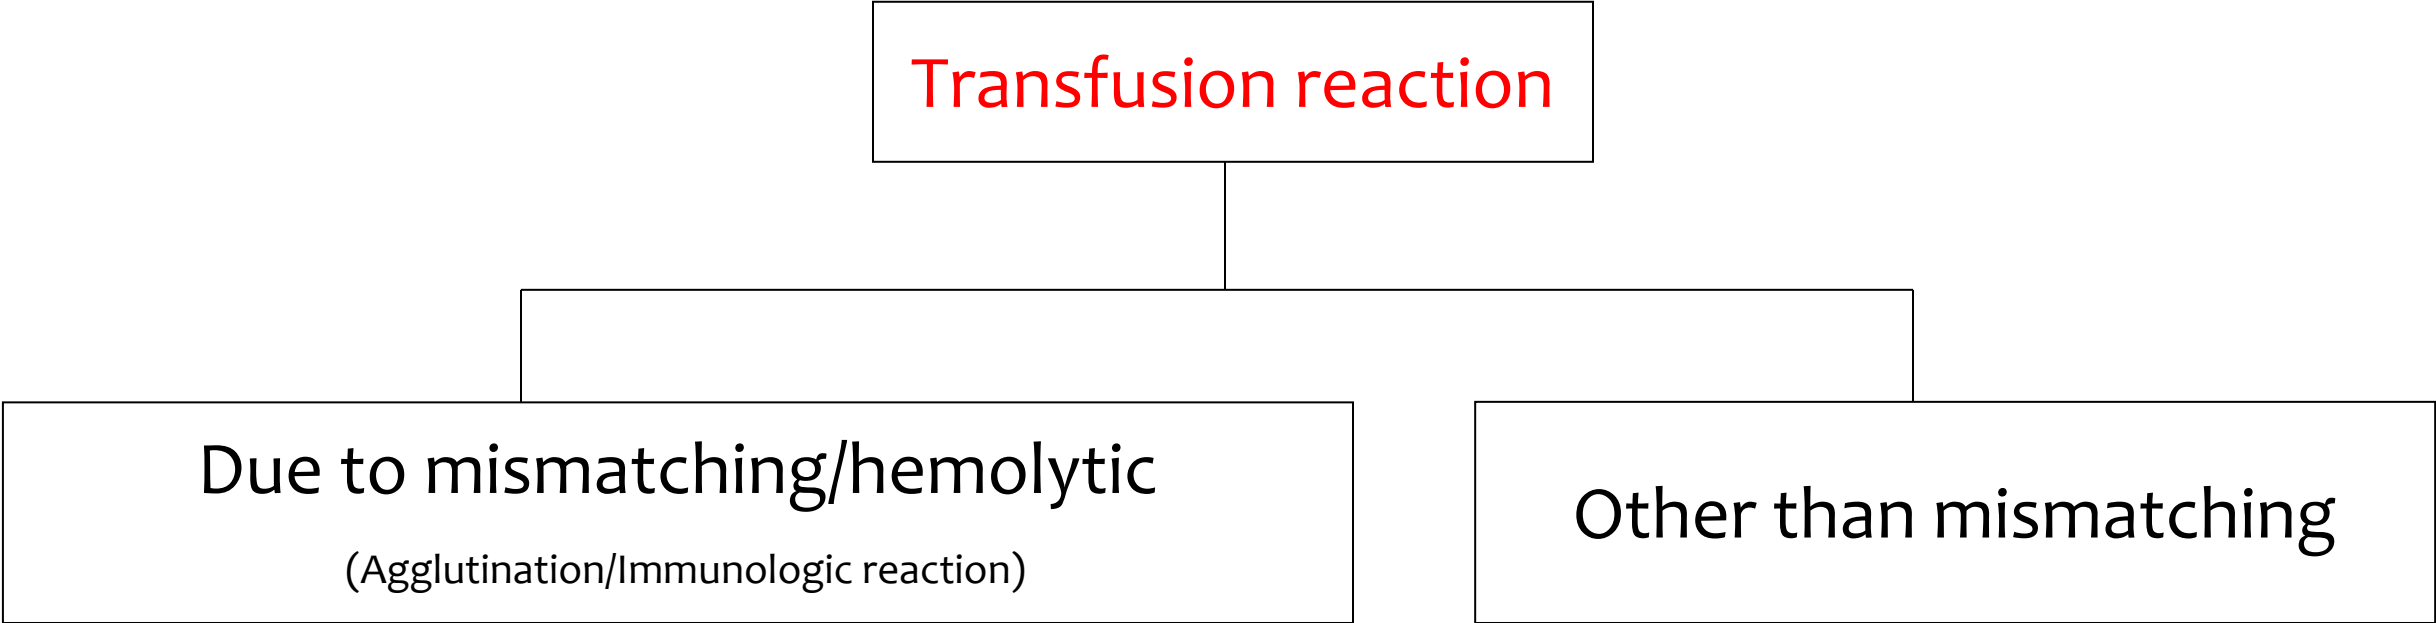 Transfusion reaction
Due to mismatching/hemolytic
(Agglutination/Immunologic reaction)
Other than mismatching